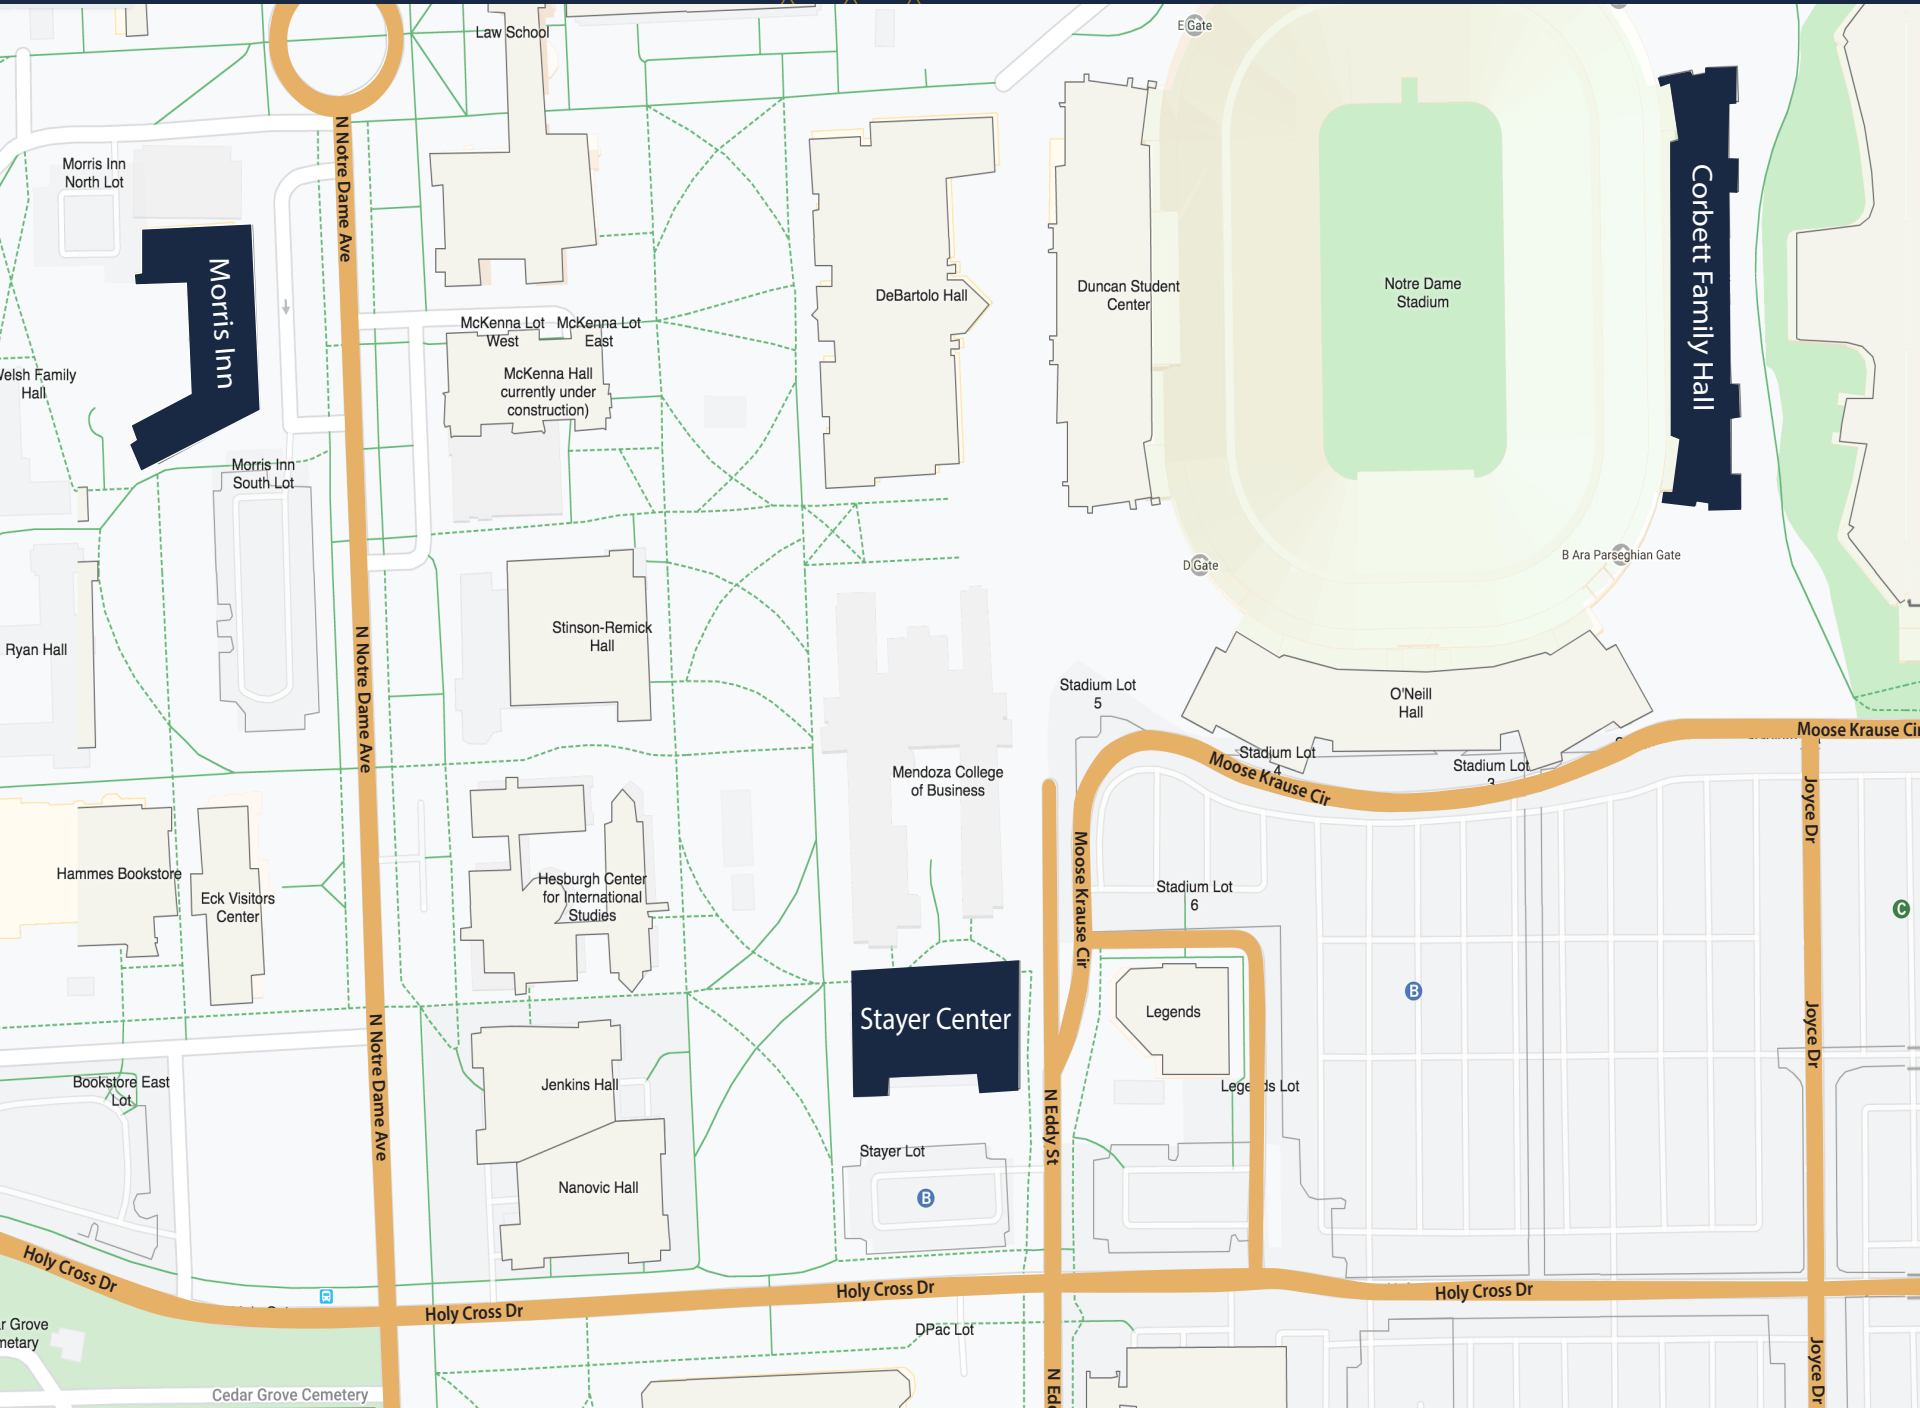 E Gate
Law School
N Notre Dame Ave
Morris Inn
North Lot
Corbett Family Hall
Morris Inn
Duncan Student
Center
Notre Dame
Stadium
DeBartolo Hall
McKenna Lot
West
McKenna Lot
East
McKenna Hall
currently under
construction)
Welsh Family
Hall
Morris Inn
South Lot
D Gate
B Ara Parseghian Gate
N Notre Dame Ave
Stinson-Remick
Hall
Ryan Hall
Stadium Lot
5
O'Neill
Hall
Moose Krause Cir
Stadium Lot
4
Moose Krause Cir
Stadium Lot
3
Mendoza College
of Business
Joyce Dr
Moose Krause Cir
Hammes Bookstore
Eck Visitors
Center
Hesburgh Center
for International
Studies
Stadium Lot
6
C
B
Stayer Center
Legends
N Notre Dame Ave
Joyce Dr
Bookstore East
Lot
Jenkins Hall
Legends Lot
N Eddy St
Stayer Lot
B
Nanovic Hall
Holy Cross Dr
Holy Cross Dr
Holy Cross Dr
Holy Cross Dr
DPac Lot
ar Grove
metary
Joyce Dr
N Edd
Cedar Grove Cemetery